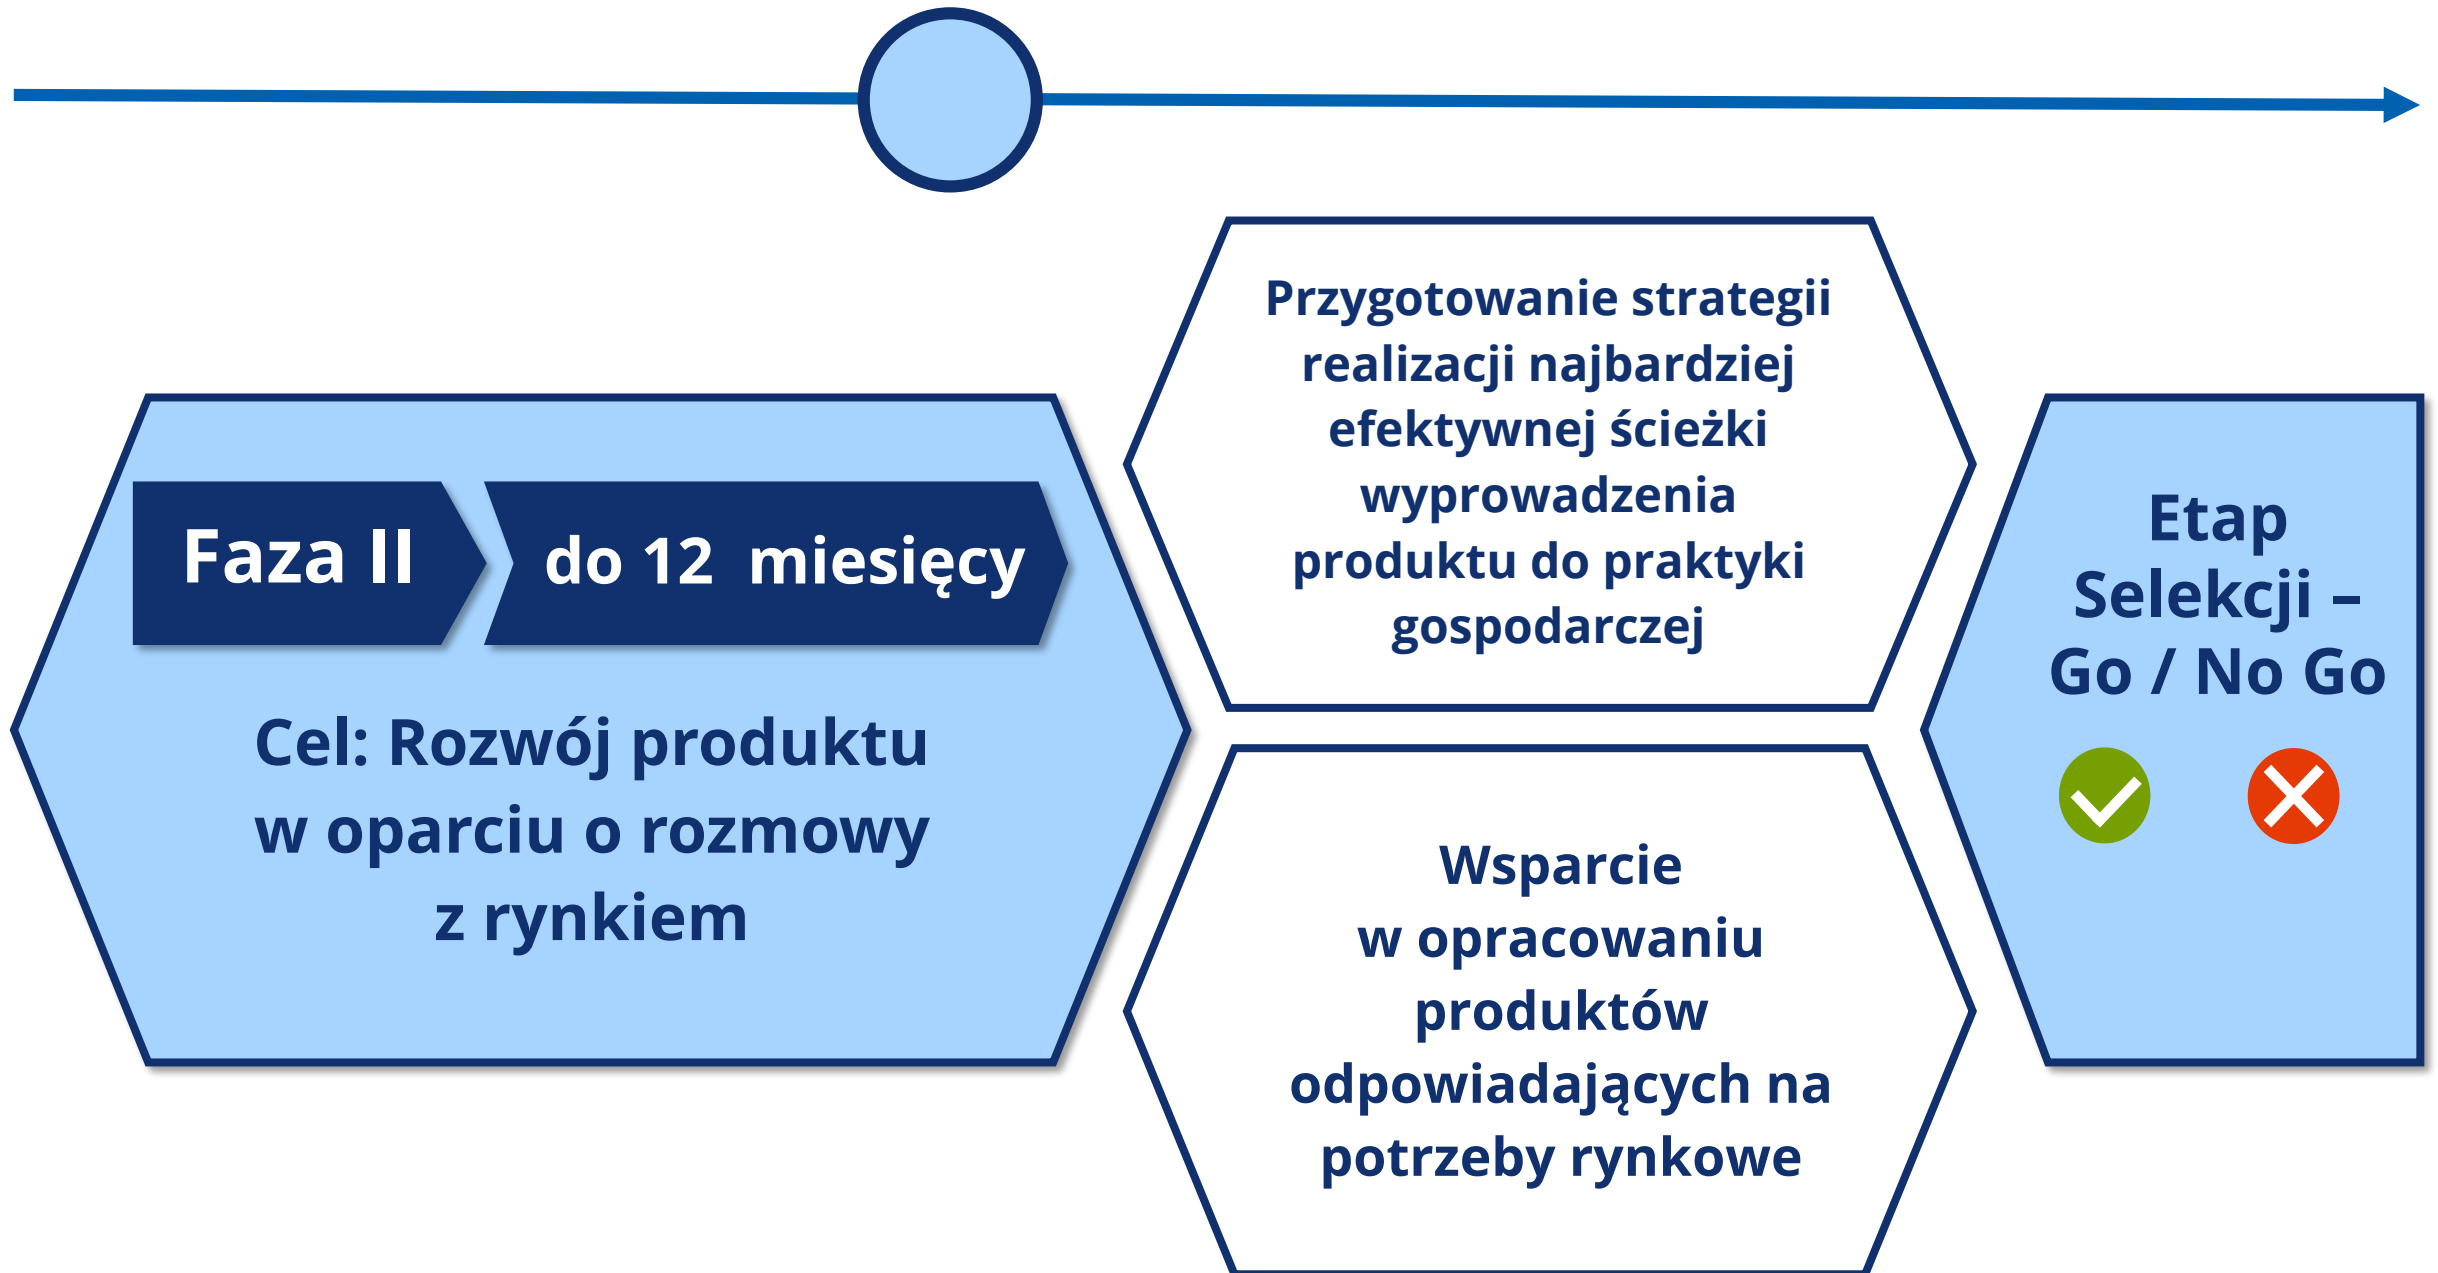 Faza II
do 12 miesięcy
Cel: Rozwój produktu
w oparciu o rozmowy
z rynkiem
Przygotowanie strategii
realizacji najbardziej
efektywnej ścieżki
wyprowadzenia
produktu do praktyki
gospodarczej
Wsparcie
w opracowaniu
produktów
odpowiadających na
potrzeby rynkowe
Etap
Selekcji –
Go / No Go